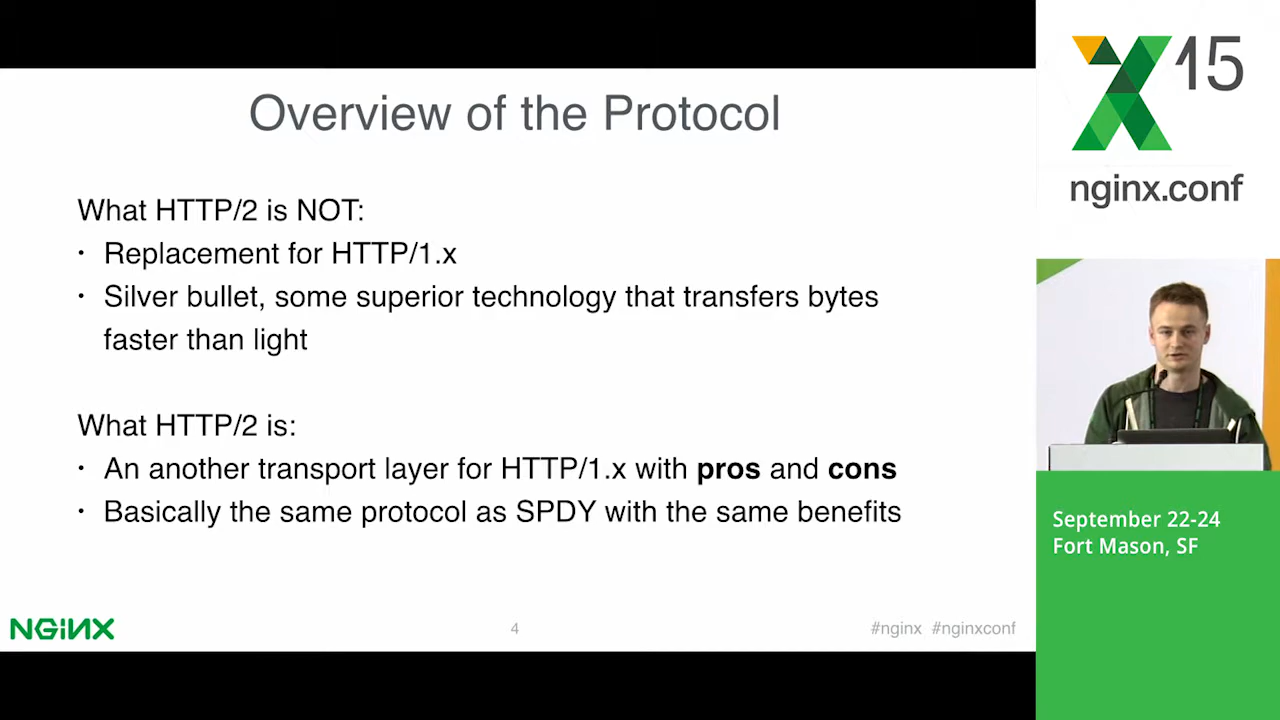 Overview of the Protocol
What HTTP/2 is NOT:
• Replacement for HTTP/1.x
• Silver bullet, some superior technology that transfers bytes
faster than light
What HTTP/2 is:
• An another transport layer for HTTP/1.x with pros and cons
• Basically the same protocol as SPDY with the same benefits
NGINX
4
#nginx #nginxconf
X15
nginx.conf
September 22-24
Fort Mason, SF